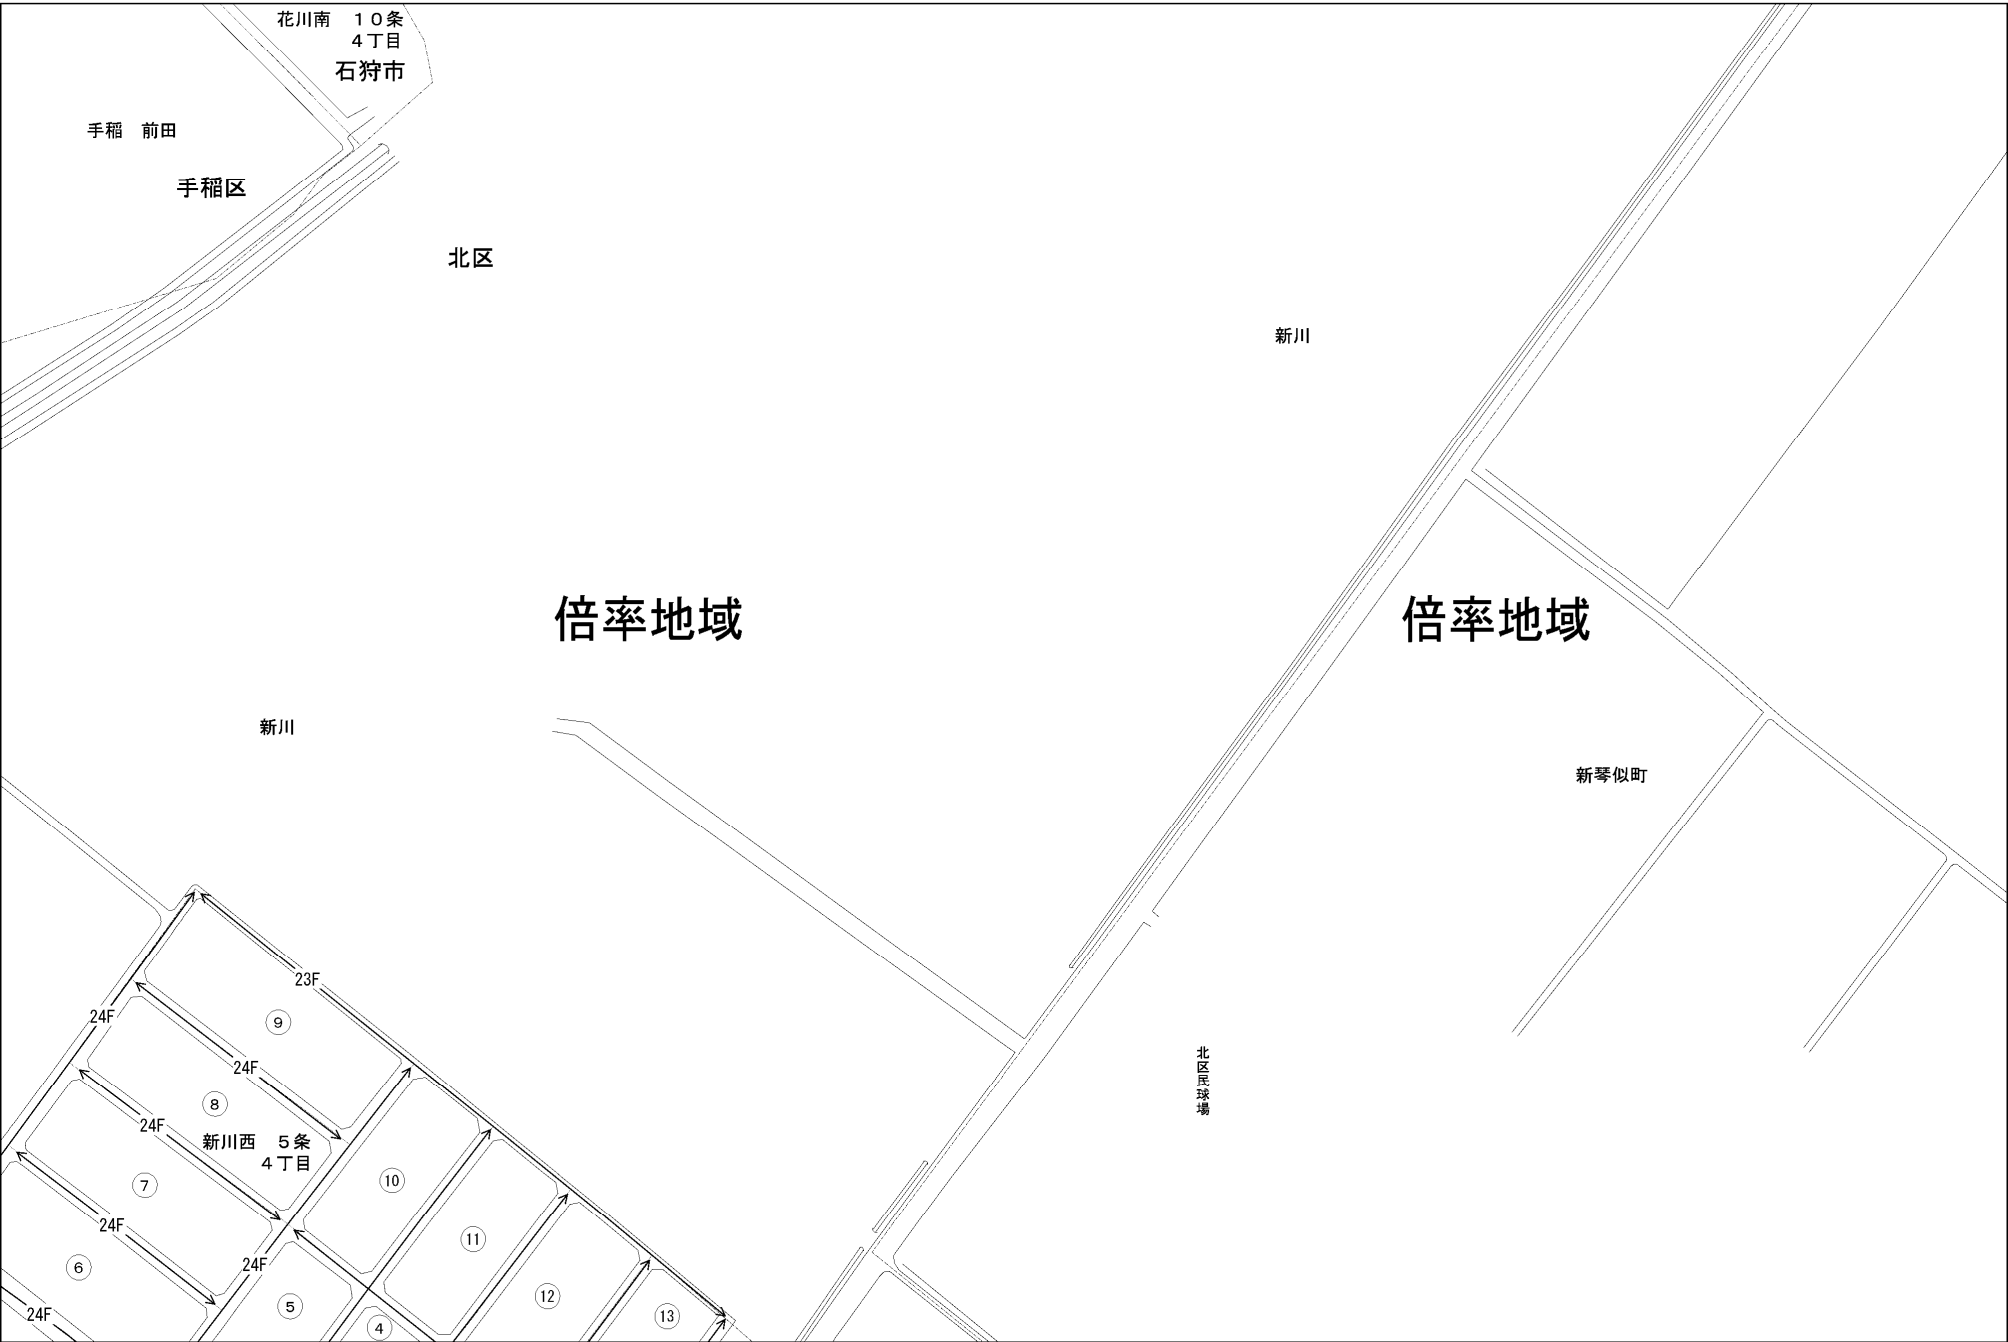 花川南　１０条
４丁目
石狩市
手稲　前田
手稲区
北区
新川
倍率地域
倍率地域
新川
新琴似町
23F
24F
⑨
24F
⑧
24F
新川西　５条
４丁目
⑦
⑩
24F
⑪
24F
⑥
⑫
⑤
24F
⑬
④
北区民球場